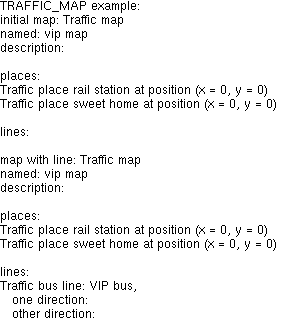 TRAFFIC_MAP example:
initial map: Traffic map
named: vip map
description:
places:
Traffic place rail station at position (x = 0, y = 0)
Traffic place sweet home at position (x = 0, y = 0)
lines:
map with line: Traffic map
named: vip map
description:
places:
Traffic place rail station at position (x = 0, y = 0)
Traffic place sweet home at position (x = 0, y = 0)
lines:
Traffic bus line: VIP bus,
one direction:
other direction: